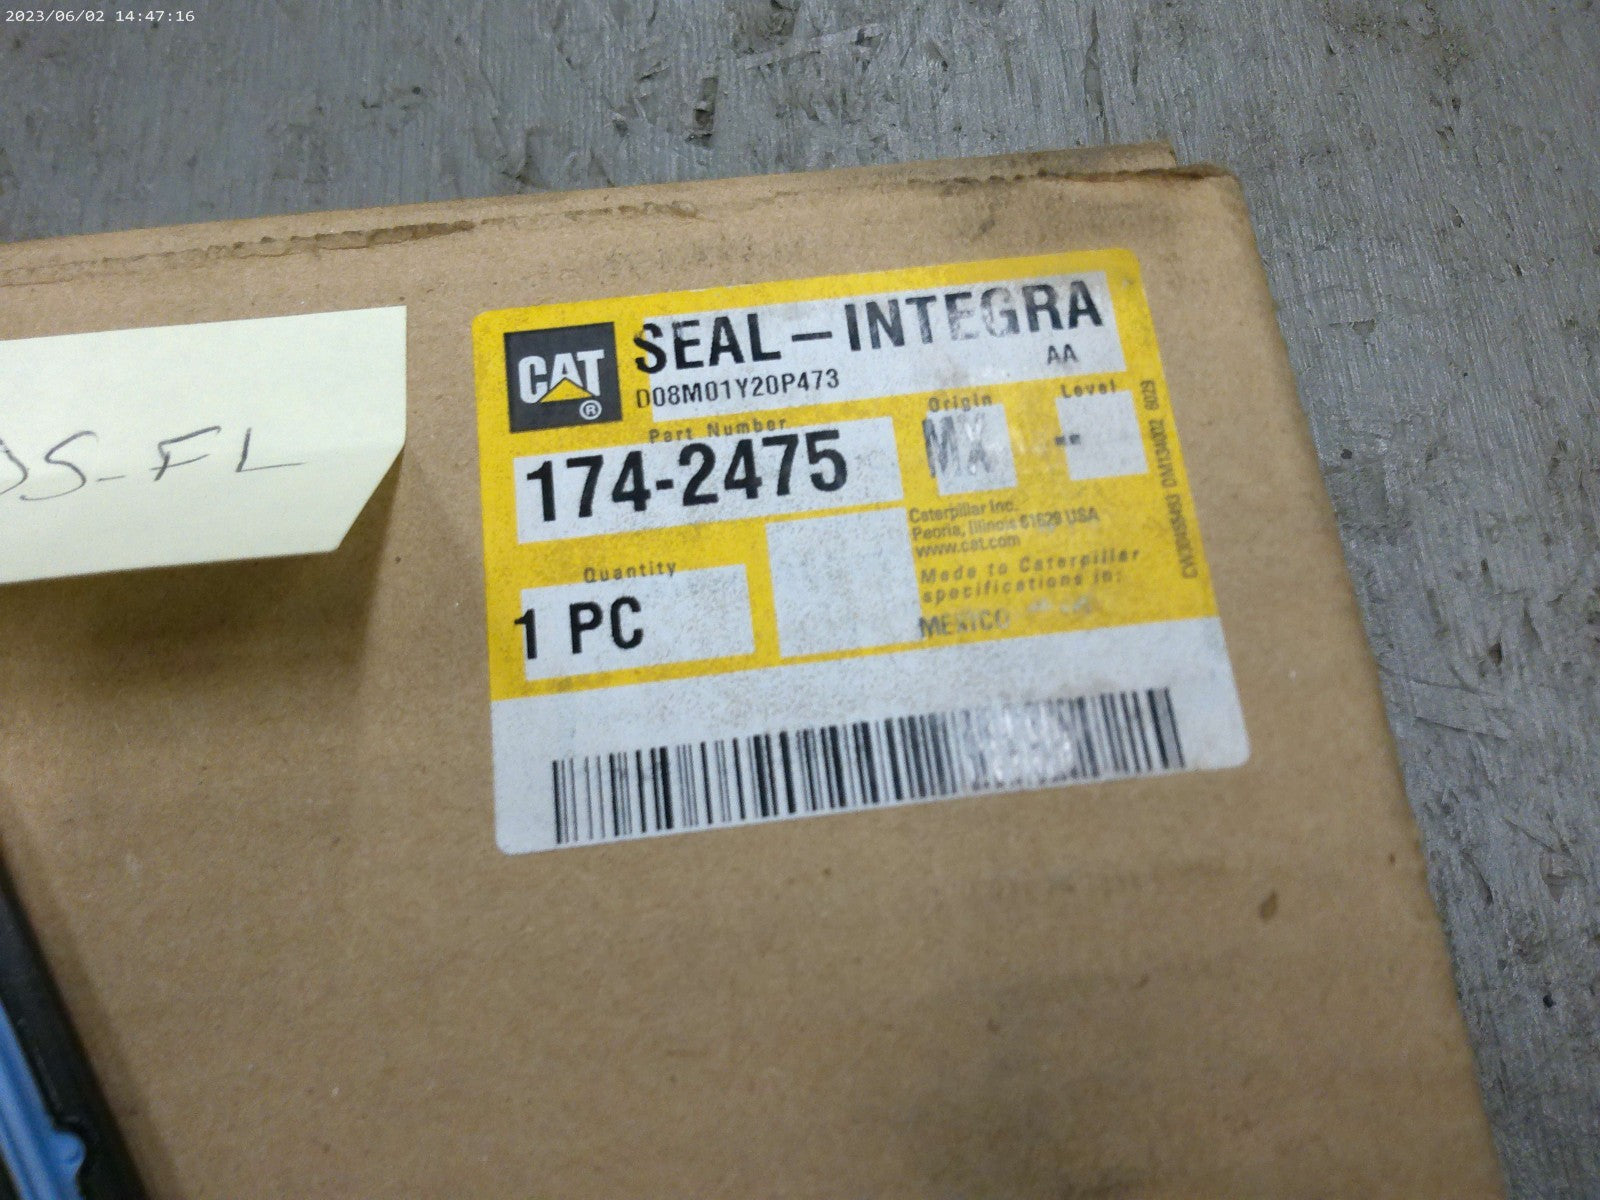 2023/06/02 14:47:16
CAT
®
SEAL-INTEGRA
D08M01Y20P473
AA
Part Number
174-2475
Origin
MX
Level
--
Quantity
1 PC
Caterpillar Inc.
Peoria, Illinois 61629 USA
www.cat.com
Made to Caterpillar
specifications in:
MEXICO
S-FL